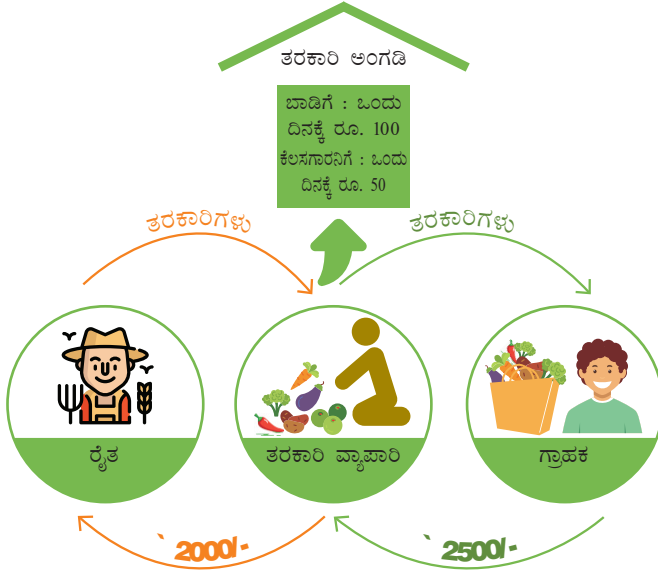 ತರಕಾರಿ ಅಂಗಡಿ
ಬಾಡಿಗೆ : ಒಂದು
ದಿನಕ್ಕೆ ರೂ. 100
ಕೆಲಸಗಾರನಿಗೆ : ಒಂದು
ದಿನಕ್ಕೆ ರೂ. 50
ತರಕಾರಿಗಳು
ತರಕಾರಿಗಳು
ರೈತ
ತರಕಾರಿ ವ್ಯಾಪಾರಿ
ಗ್ರಾಹಕ
` 2000/-
` 2500/-